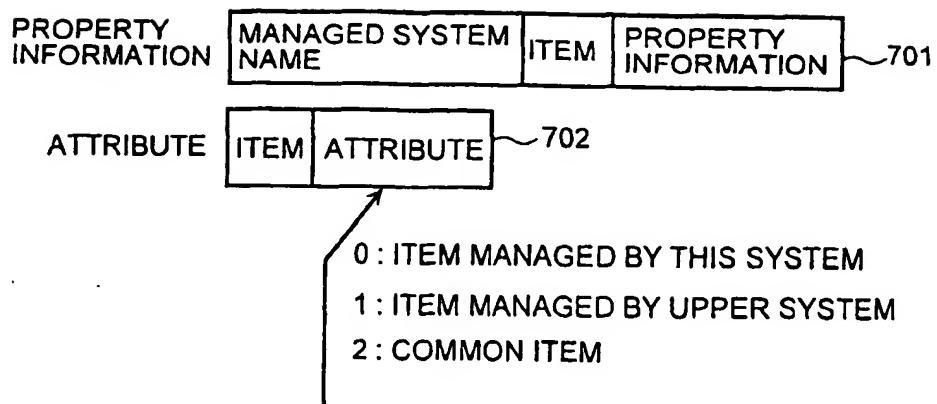 PROPERTY INFORMATION MANAGED SYSTEM NAME ITEM PROPERTY INFORMATION 701
ATTRIBUTE ITEM ATTRIBUTE 702
0 : ITEM MANAGED BY THIS SYSTEM
1 : ITEM MANAGED BY UPPER SYSTEM
2 : COMMON ITEM